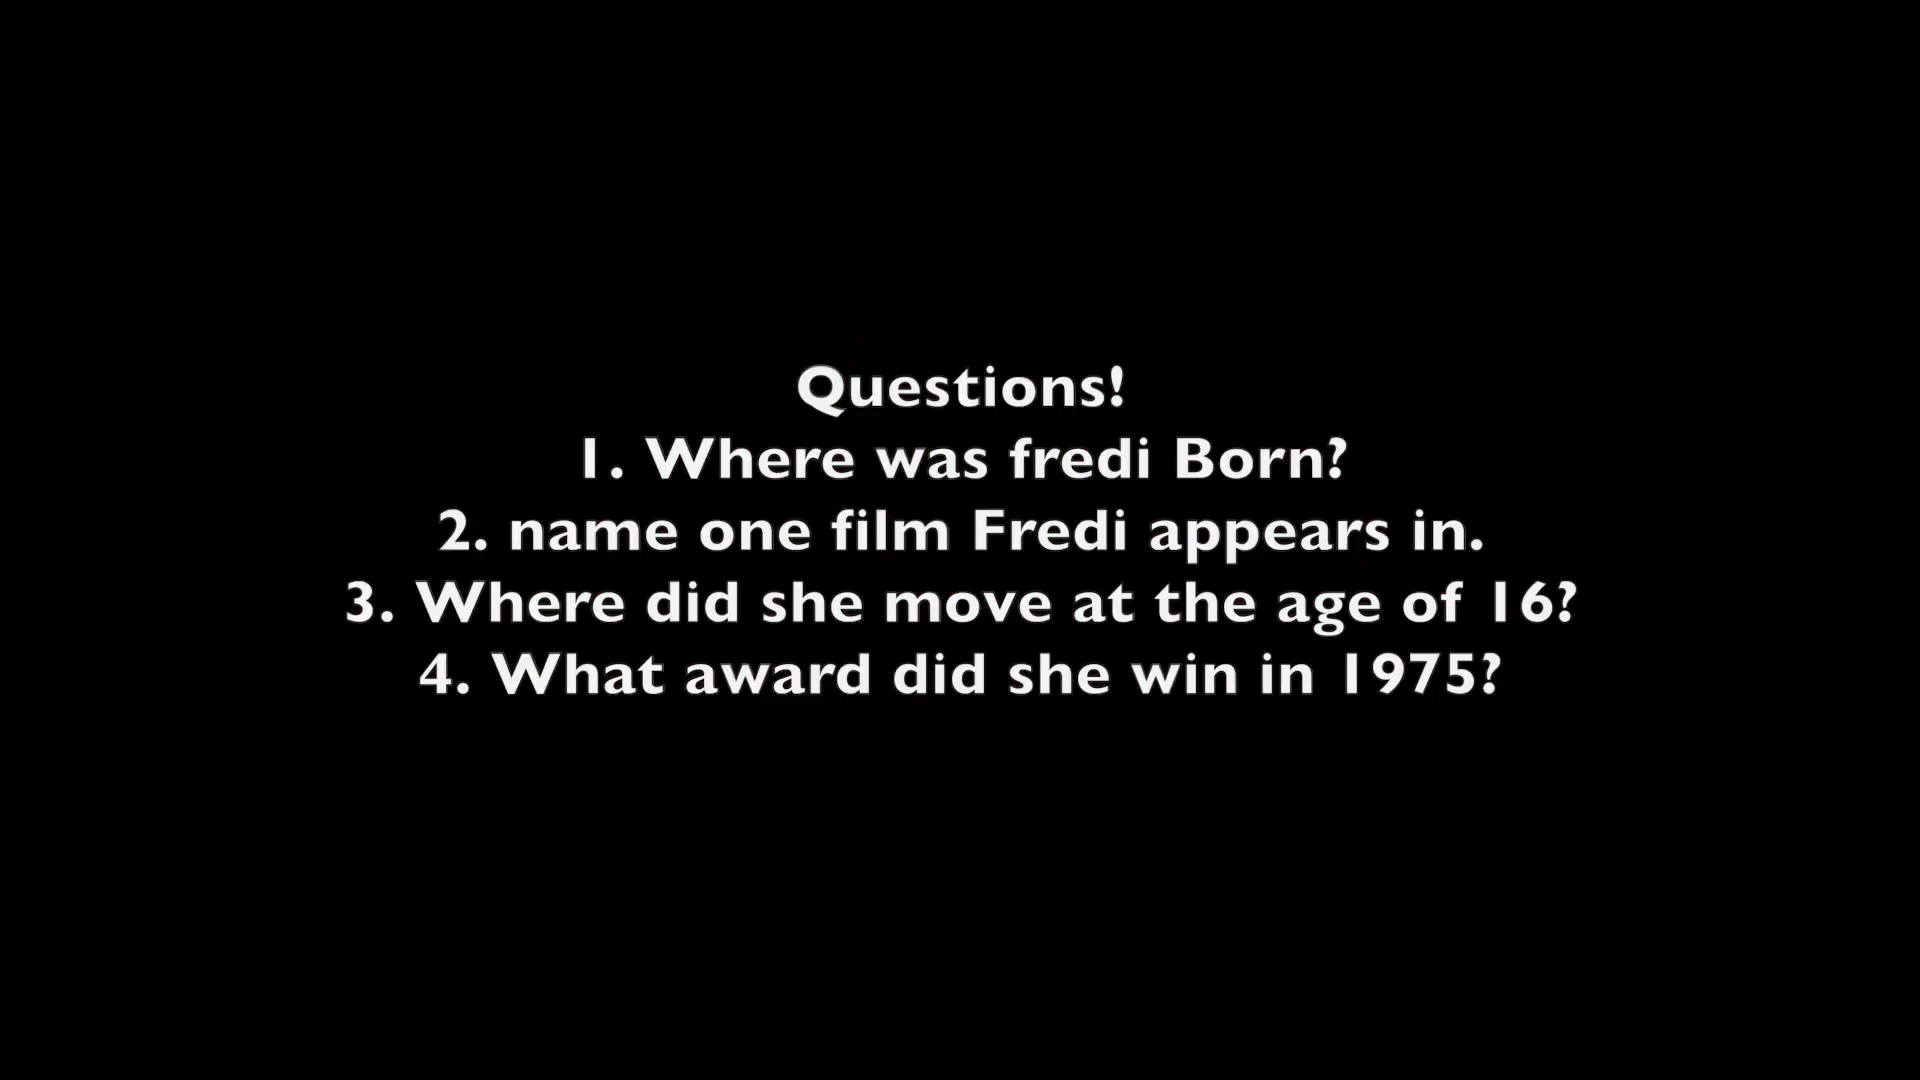 Questions!
1. Where was fredi Born?
2. name one film Fredi appears in.
3. Where did she move at the age of 16?
4. What award did she win in 1975?